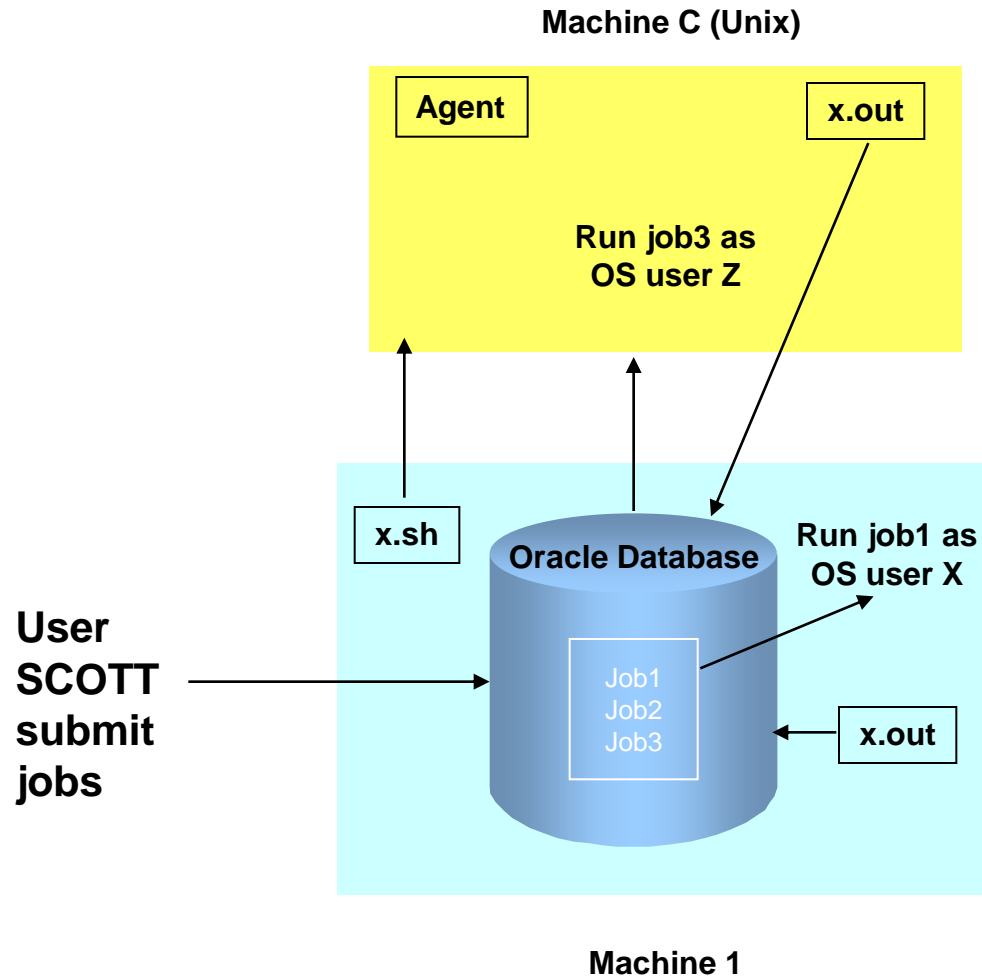 Machine C (Unix)
Agent
x.out
Run job3 as
OS user Z
x.sh
Oracle Database
Run job1 as
OS user X
User
SCOTT
submit
jobs
Job1
Job2
Job3
x.out
Machine 1